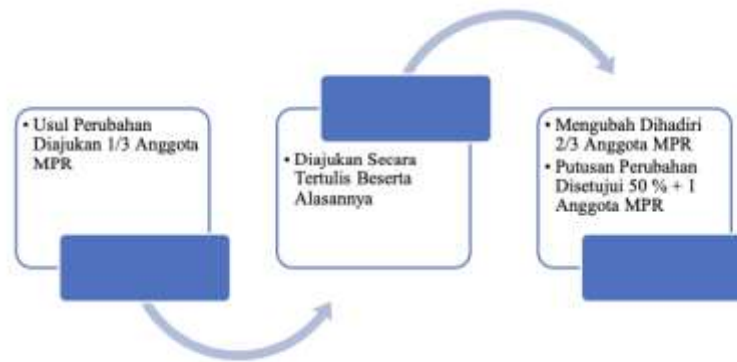 • Usul Perubahan
Diajukan 1/3 Anggota
MPR
• Diajukan Secara
Tertulis Beserta
Alasannya
• Mengubah Dihadiri
2/3 Anggota MPR
• Putusan Perubahan
Disetujui 50 % + 1
Anggota MPR